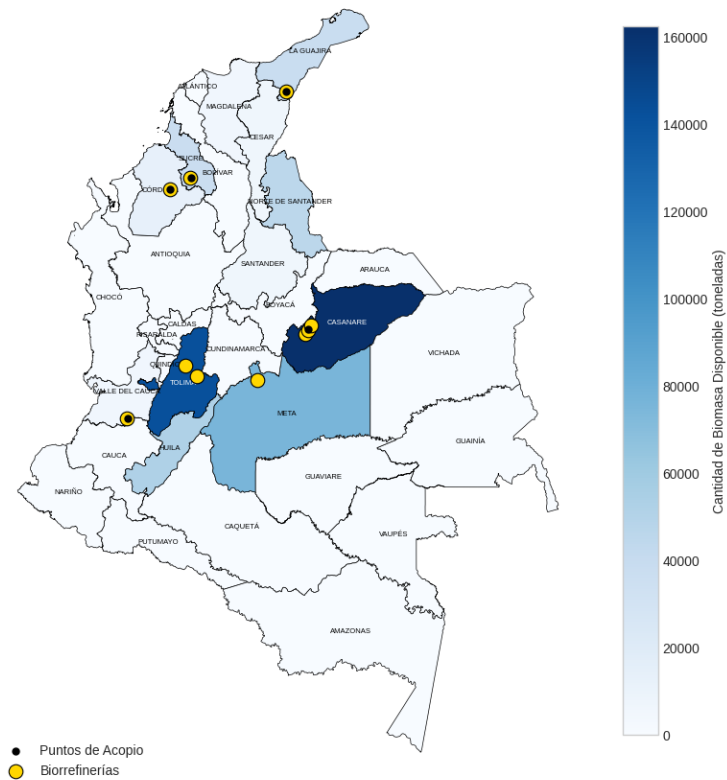 LA GUAJIRA
ATLÁNTICO
MAGDALENA
CESAR
SUCRE
BOLÍVAR
CÓRD
NORTE DE SANTANDER
ANTIOQUIA
SANTANDER
ARAUCA
CHOCÓ
BOYACÁ
CALDAS
RISARALDA
CASANARE
CUNDINAMARCA
VICHADA
QUIND
TOLIMA
VALLE DEL CAUCA
META
GUAINÍA
HUILA
CAUCA
GUAVIARE
NARIÑO
CAQUETÁ
VAUPÉS
PUTUMAYO
AMAZONAS
Puntos de Acopio
Biorrefinerías
160000
140000
120000
100000
80000
60000
40000
20000
0
Cantidad de Biomasa Disponible (toneladas)